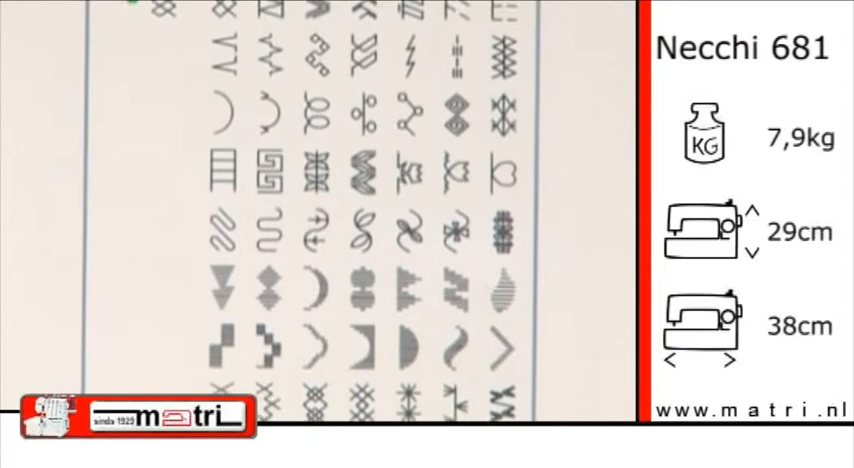 Necchi 681
KG
7,9kg
29cm
38cm
www.matri.nl
sinds 1929 matri